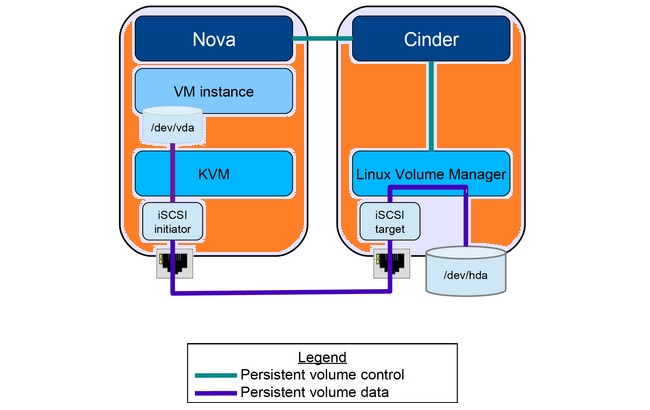 Nova
Cinder
VM instance
/dev/vda
KVM
Linux Volume Manager
iSCSI
initiator
iSCSI
target
/dev/hda
Legend
Persistent volume control
Persistent volume data